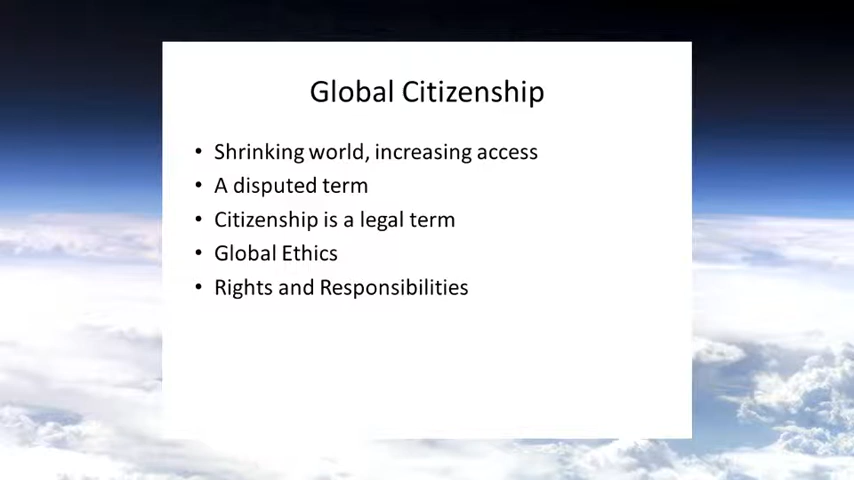 Global Citizenship
• Shrinking world, increasing access
• A disputed term
• Citizenship is a legal term
• Global Ethics
• Rights and Responsibilities